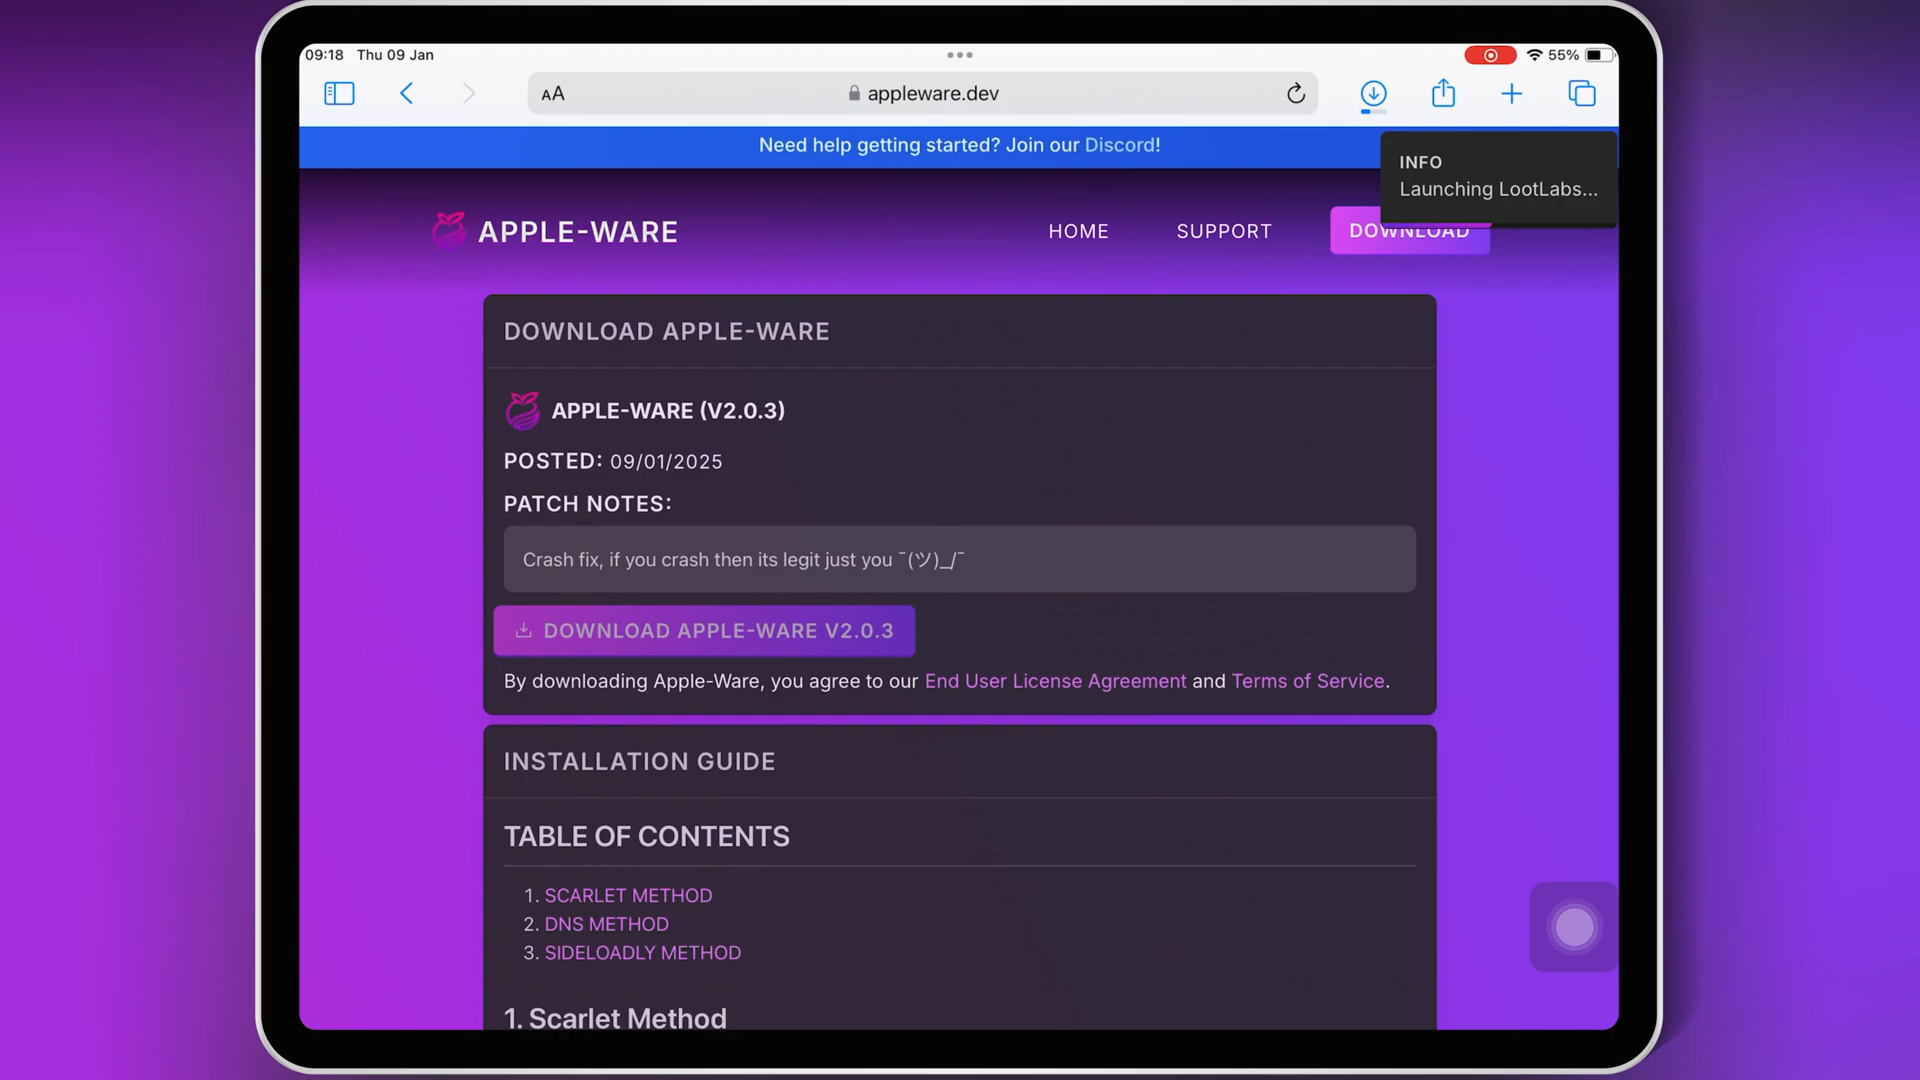 09:18 Thu 09 Jan
55%
AA
appleware.dev
Need help getting started? Join our Discord!
INFO
Launching LootLabs...
APPLE-WARE
HOME
SUPPORT
DOWNLOAD
DOWNLOAD APPLE-WARE
APPLE-WARE (V2.0.3)
POSTED: 09/01/2025
PATCH NOTES:
Crash fix, if you crash then its legit just you ¯(ツ)_/¯
DOWNLOAD APPLE-WARE V2.0.3
By downloading Apple-Ware, you agree to our End User License Agreement and Terms of Service.
INSTALLATION GUIDE
TABLE OF CONTENTS
1. SCARLET METHOD
2. DNS METHOD
3. SIDELOADLY METHOD
1. Scarlet Method